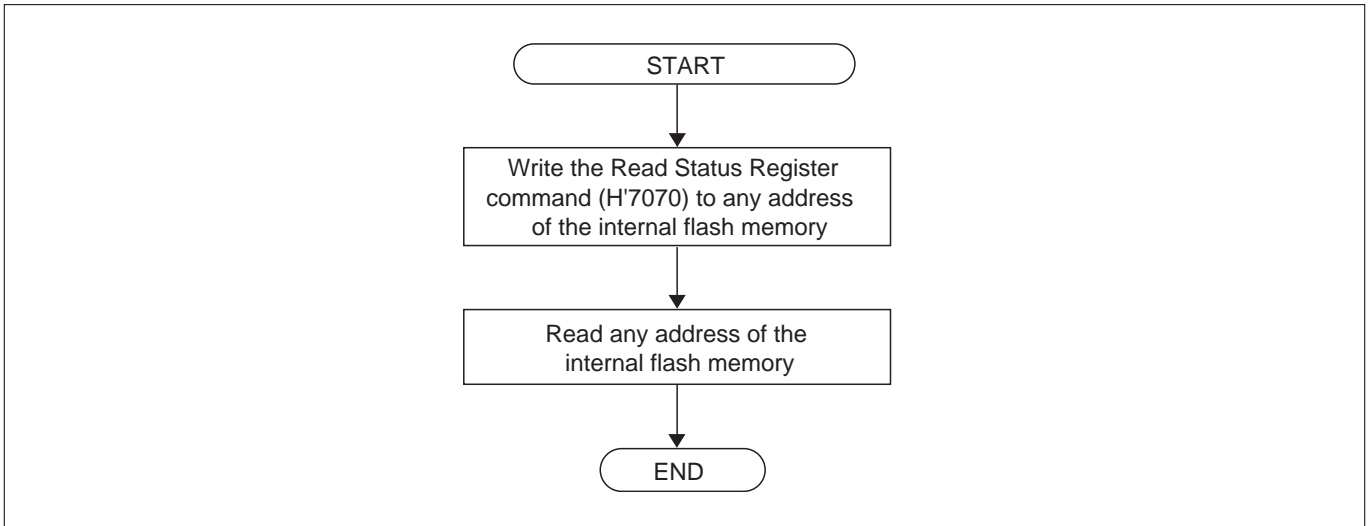 START
Write the Read Status Register
command (H'7070) to any address
of the internal flash memory
Read any address of the
internal flash memory
END